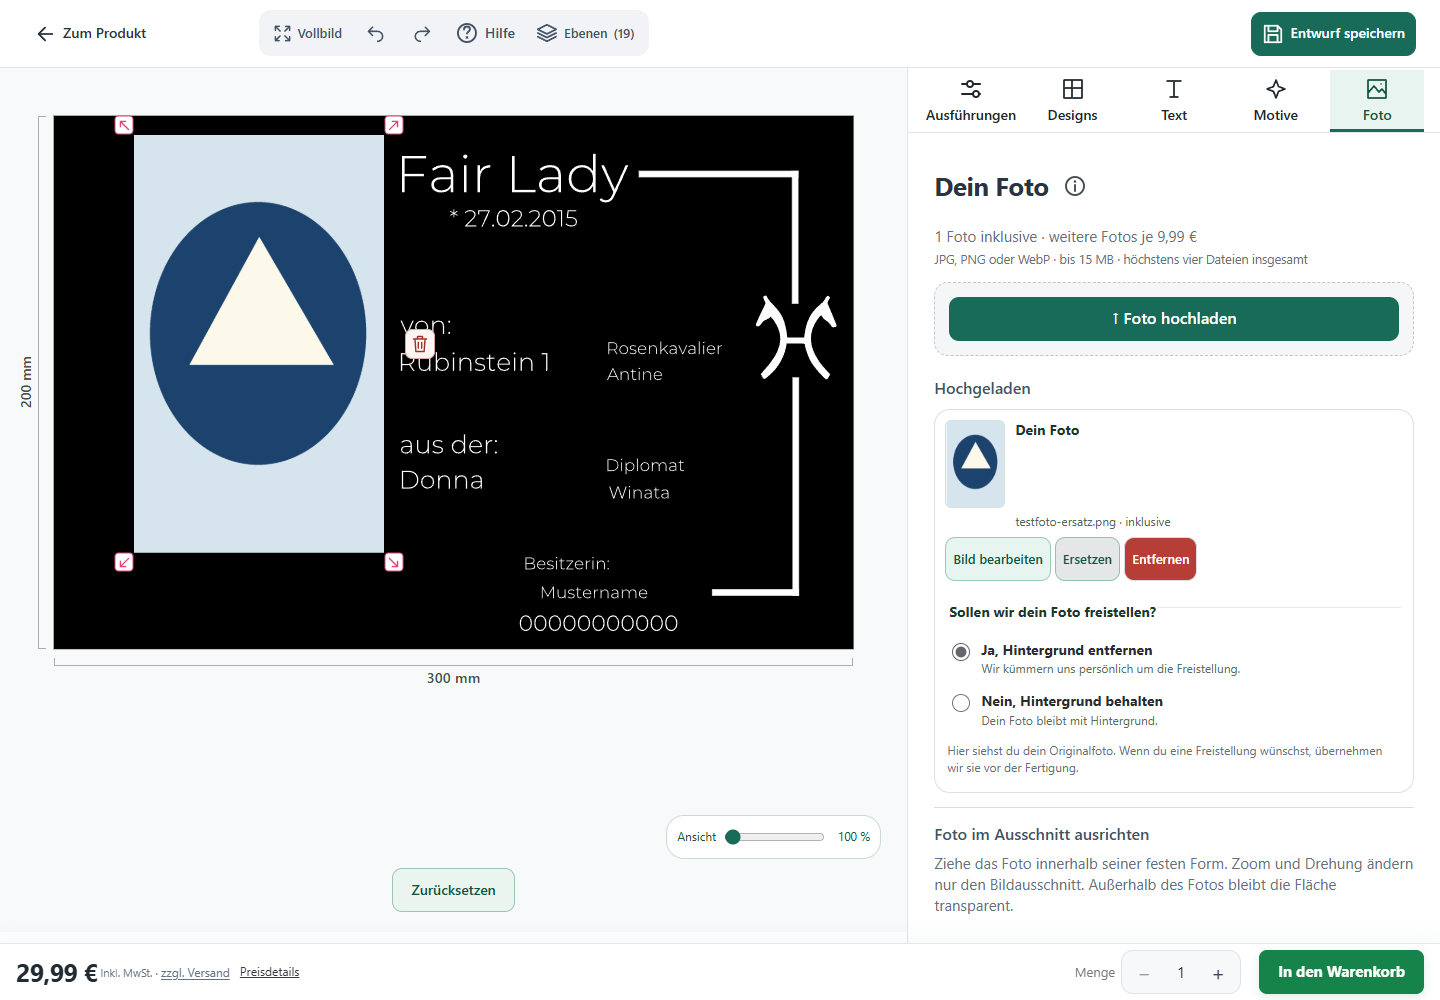 Zum Produkt
Vollbild
Hilfe
Ebenen (19)
Entwurf speichern
Ausführungen
Designs
Text
Motive
Foto
200 mm
Fair Lady
* 27.02.2015
von:
Rubinstein 1
Rosenkavalier
Antine
aus der:
Donna
Diplomat
Winata
Besitzerin:
Mustername
00000000000
300 mm
Ansicht
100 %
Zurücksetzen
Dein Foto
1 Foto inklusive · weitere Fotos je 9,99 €
JPG, PNG oder WebP · bis 15 MB · höchstens vier Dateien insgesamt
↑ Foto hochladen
Hochgeladen
Dein Foto
testfoto-ersatz.png · inklusive
Bild bearbeiten
Ersetzen
Entfernen
Sollen wir dein Foto freistellen?
Ja, Hintergrund entfernen
Wir kümmern uns persönlich um die Freistellung.
Nein, Hintergrund behalten
Dein Foto bleibt mit Hintergrund.
Hier siehst du dein Originalfoto. Wenn du eine Freistellung wünschst, übernehmen
wir sie vor der Fertigung.
Foto im Ausschnitt ausrichten
Ziehe das Foto innerhalb seiner festen Form. Zoom und Drehung ändern
nur den Bildausschnitt. Außerhalb des Fotos bleibt die Fläche
transparent.
29,99 € Inkl. MwSt. · zzgl. Versand Preisdetails
Menge
− 1 +
In den Warenkorb